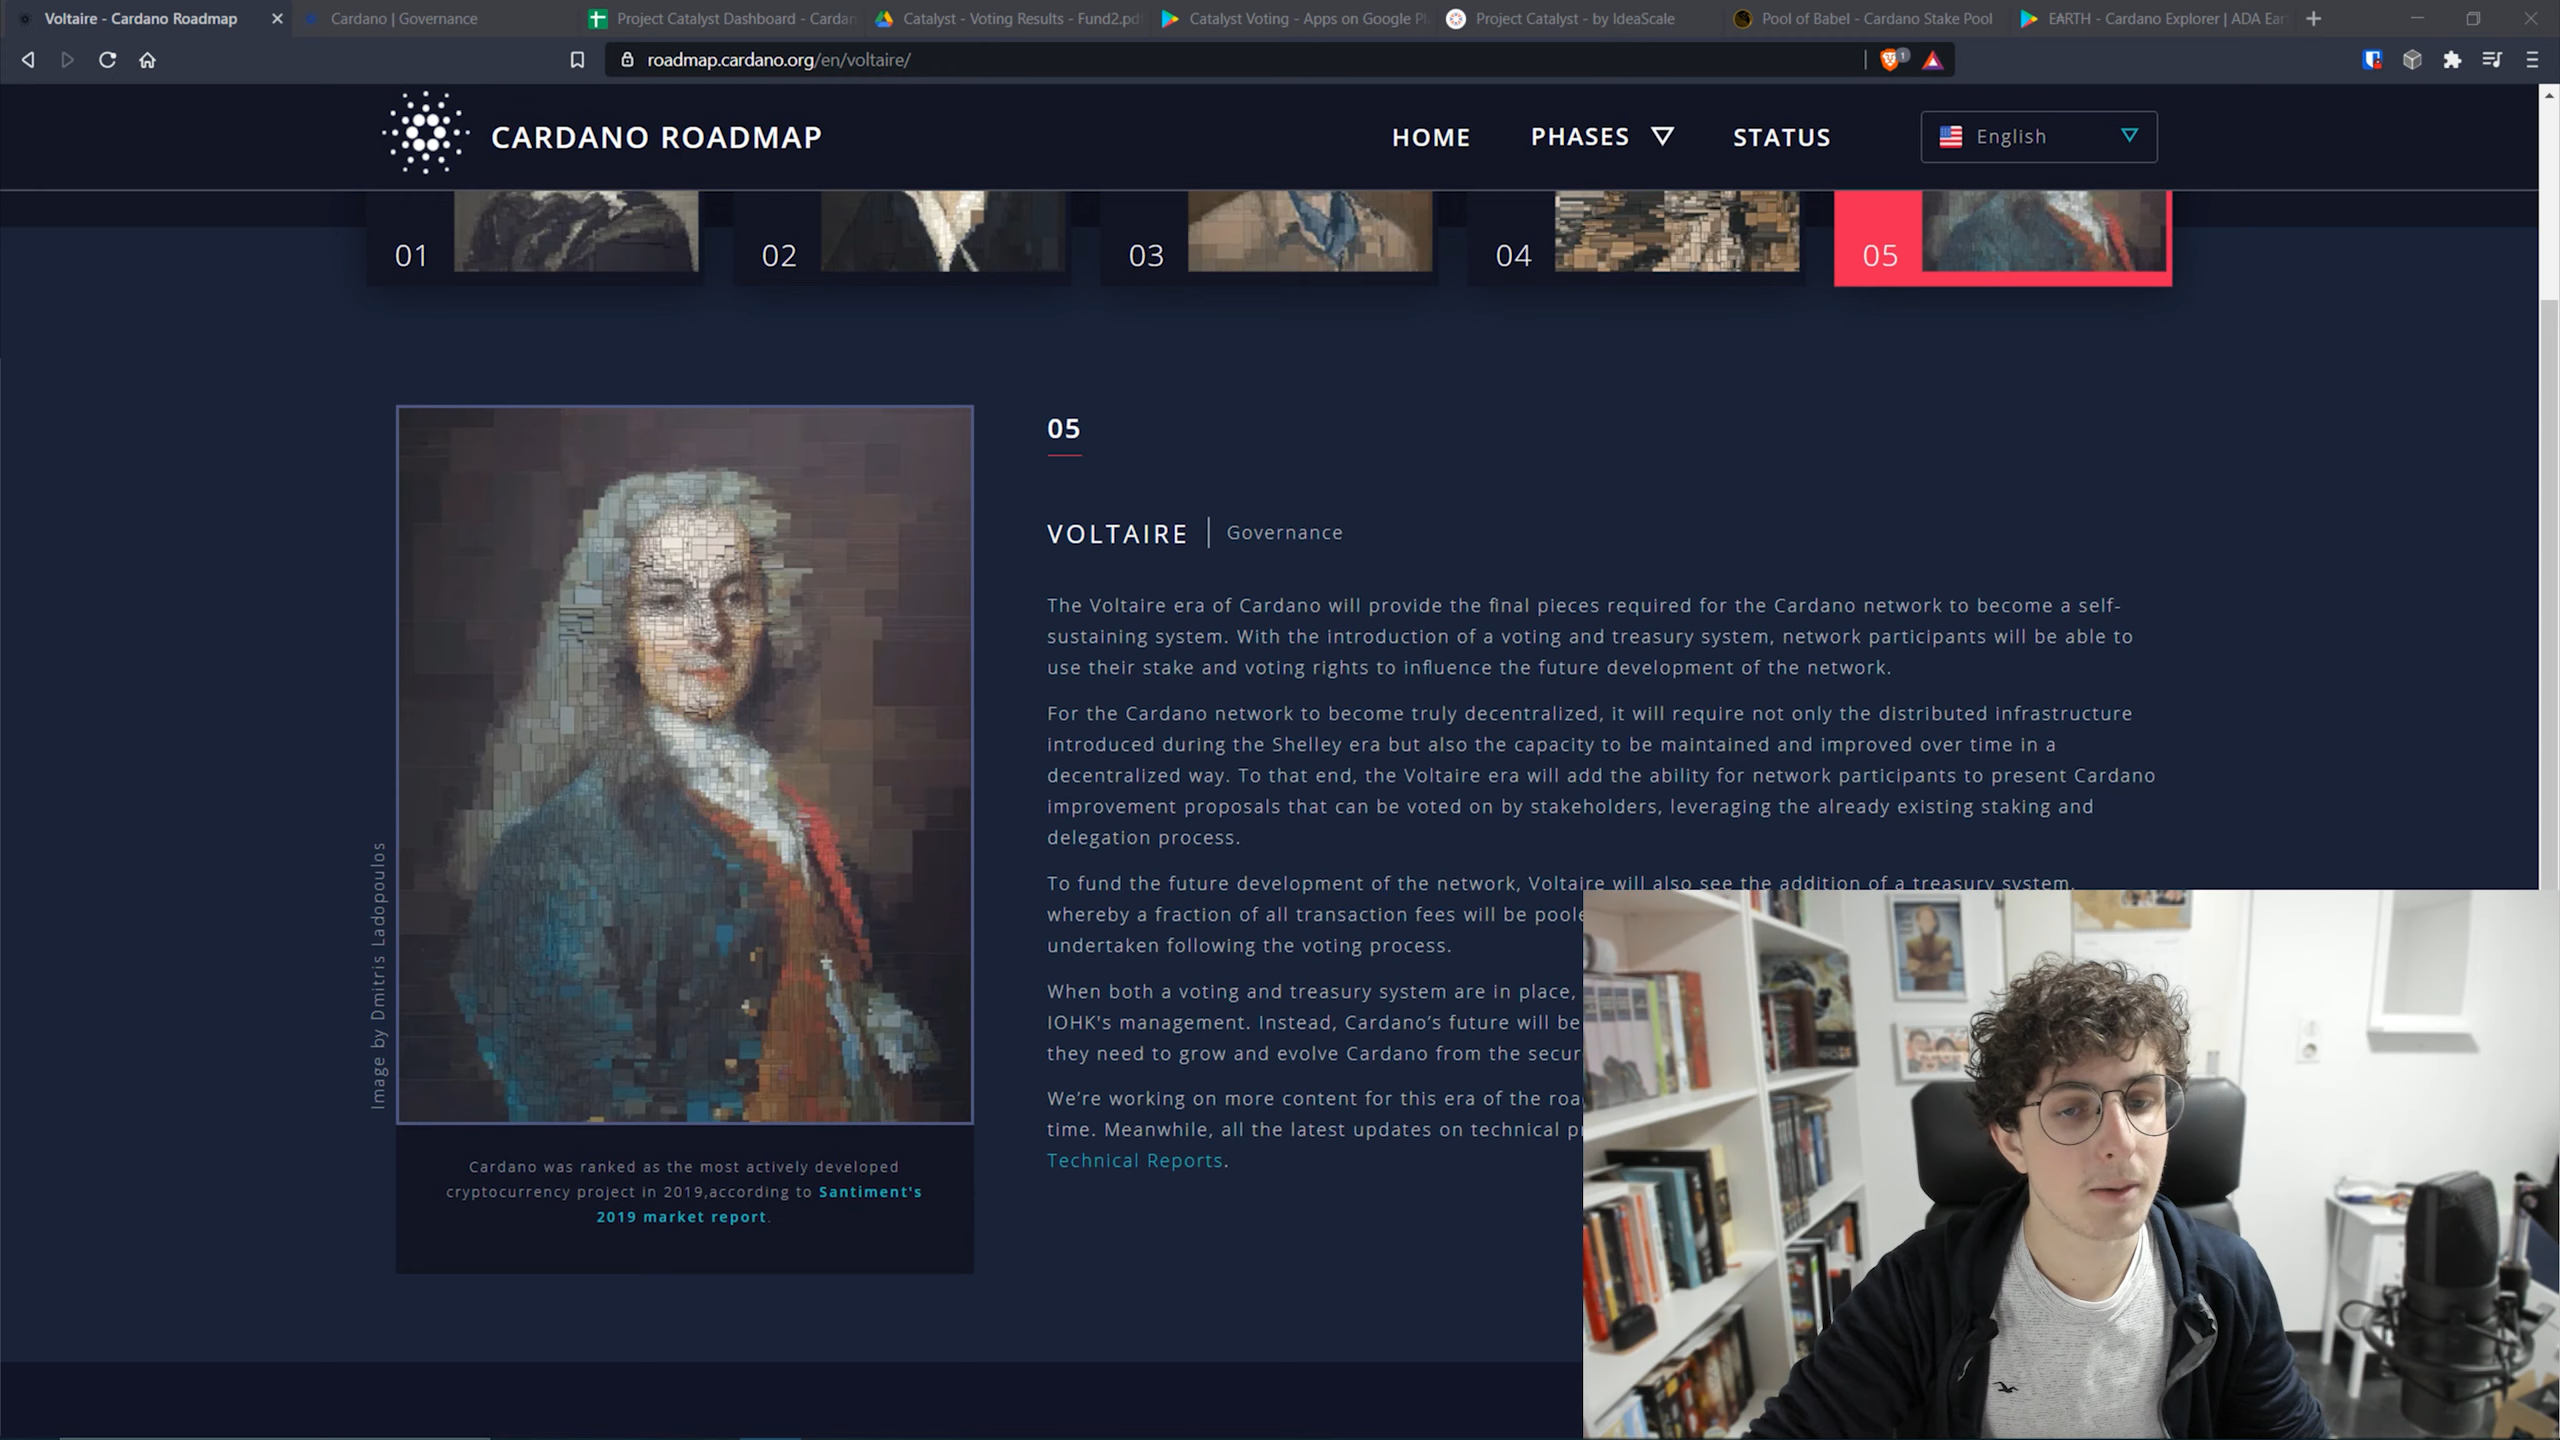 Voltaire - Cardano Roadmap
Cardano | Governance
Project Catalyst Dashboard - Cardan
Catalyst - Voting Results - Fund2.pdf
Catalyst Voting - Apps on Google Pl
Project Catalyst - by IdeaScale
Pool of Babel - Cardano Stake Pool
EARTH - Cardano Explorer | ADA Ear
roadmap.cardano.org/en/voltaire/
1
CARDANO ROADMAP
HOME
PHASES
STATUS
English
01
02
03
04
05
05
VOLTAIRE | Governance
The Voltaire era of Cardano will provide the final pieces required for the Cardano network to become a self-
sustaining system. With the introduction of a voting and treasury system, network participants will be able to
use their stake and voting rights to influence the future development of the network.
For the Cardano network to become truly decentralized, it will require not only the distributed infrastructure
introduced during the Shelley era but also the capacity to be maintained and improved over time in a
decentralized way. To that end, the Voltaire era will add the ability for network participants to present Cardano
improvement proposals that can be voted on by stakeholders, leveraging the already existing staking and
delegation process.
To fund the future development of the network, Voltaire will also see the addition of a treasury system,
whereby a fraction of all transaction fees will be poole
undertaken following the voting process.
When both a voting and treasury system are in place,
IOHK's management. Instead, Cardano’s future will be
they need to grow and evolve Cardano from the secur
We’re working on more content for this era of the roa
time. Meanwhile, all the latest updates on technical p
Technical Reports.
Image by Dmitris Ladopoulos
Cardano was ranked as the most actively developed
cryptocurrency project in 2019,according to Santiment's
2019 market report.